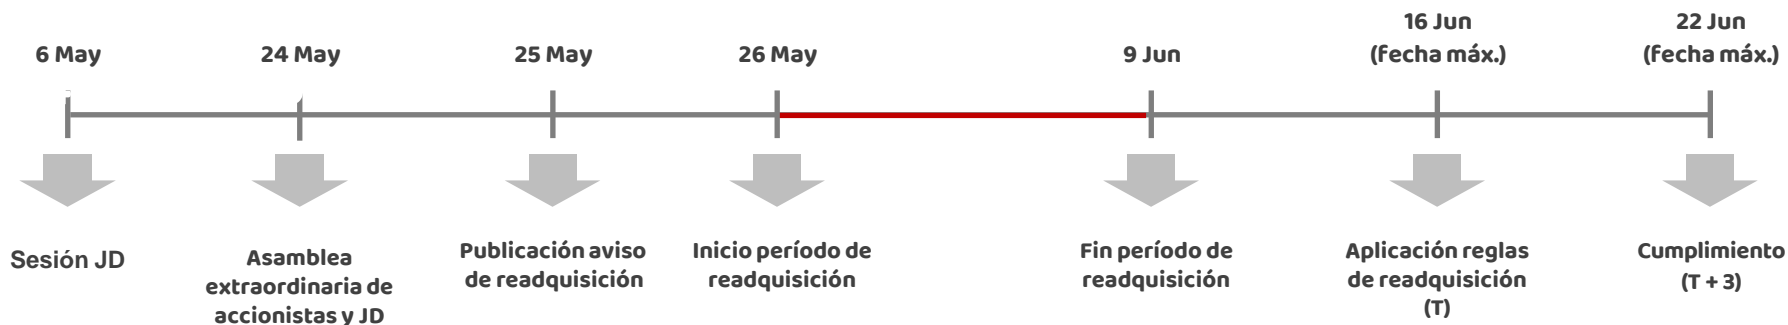 6 May
24 May
25 May
26 May
9 Jun
16 Jun
(fecha máx.)
22 Jun
(fecha máx.)
Sesión JD
Asamblea
extraordinaria de
accionistas y JD
Publicación aviso
de readquisición
Inicio período de
readquisición
Fin período de
readquisición
Aplicación reglas
de readquisición
(T)
Cumplimiento
(T + 3)